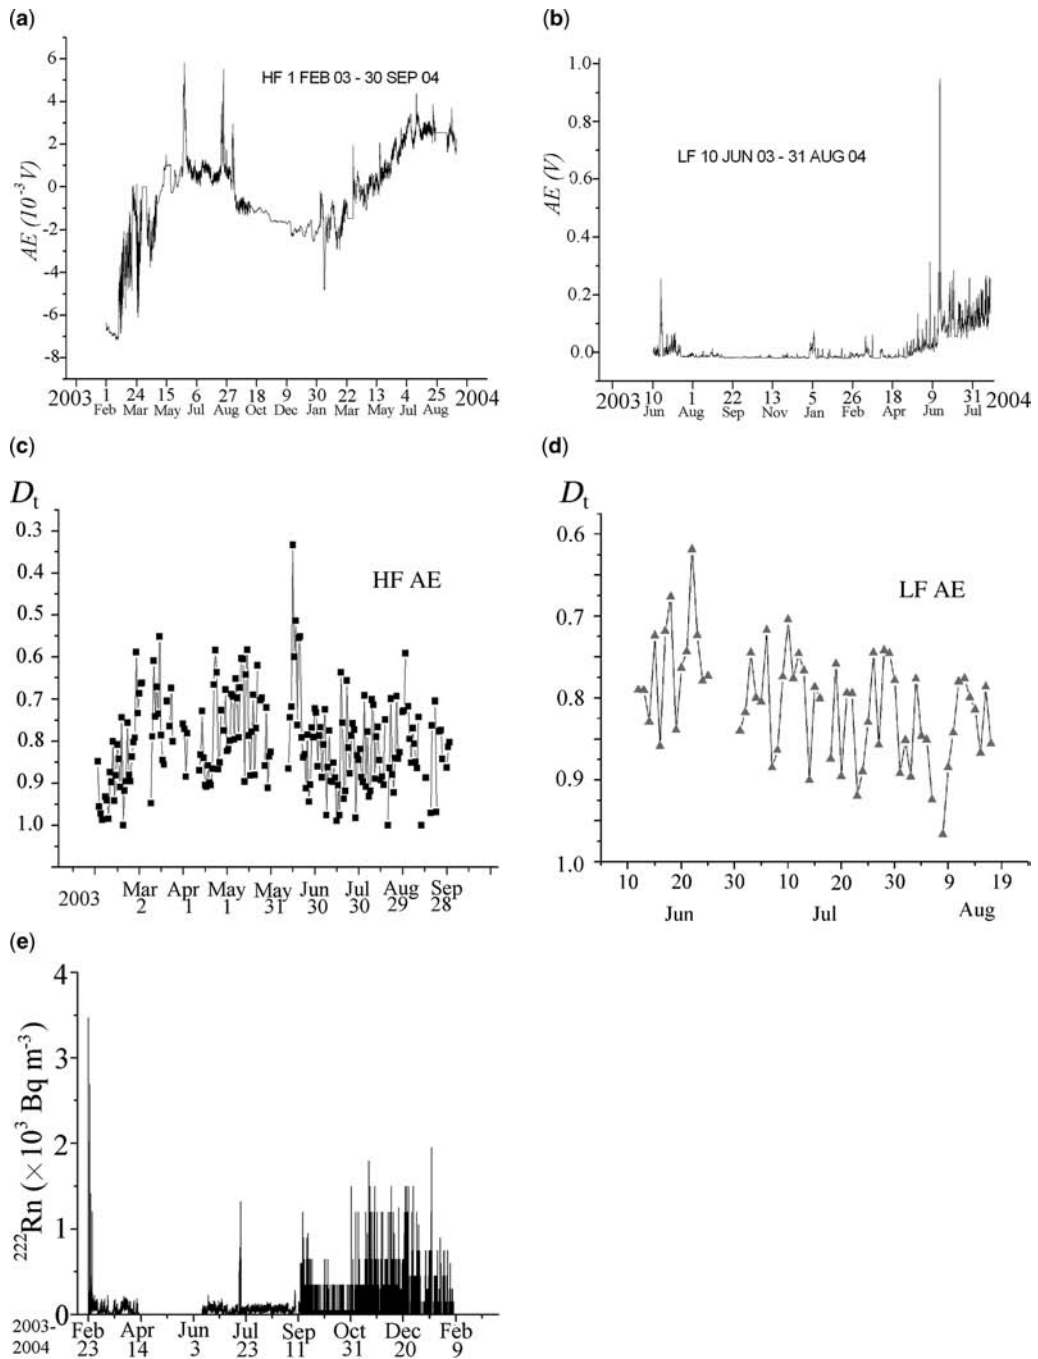 (a)
HF 1 FEB 03 - 30 SEP 04
AE (10⁻³ V)
6
4
2
0
-2
-4
-6
-8
2003 1 24 15 6 27 18 9 30 22 13 4 25 2004
Feb Mar May Jul Aug Oct Dec Jan Mar May Jul Aug
(b)
LF 10 JUN 03 - 31 AUG 04
AE (V)
1.0
0.8
0.6
0.4
0.2
0.0
2003 10 1 22 13 5 26 18 9 31 2004
Jun Aug Sep Nov Jan Feb Apr Jun Jul
(c)
Dt
HF AE
0.3
0.4
0.5
0.6
0.7
0.8
0.9
1.0
2003 Mar Apr May May Jun Jul Aug Sep
2 1 1 31 30 30 29 28
(d)
Dt
LF AE
0.6
0.7
0.8
0.9
1.0
10 20 30 10 20 30 9 19
Jun Jul Aug
(e)
²²²Rn (×10³ Bq m⁻³)
4
3
2
1
0
2003- Feb Apr Jun Jul Sep Oct Dec Feb
2004 23 14 3 23 11 31 20 9